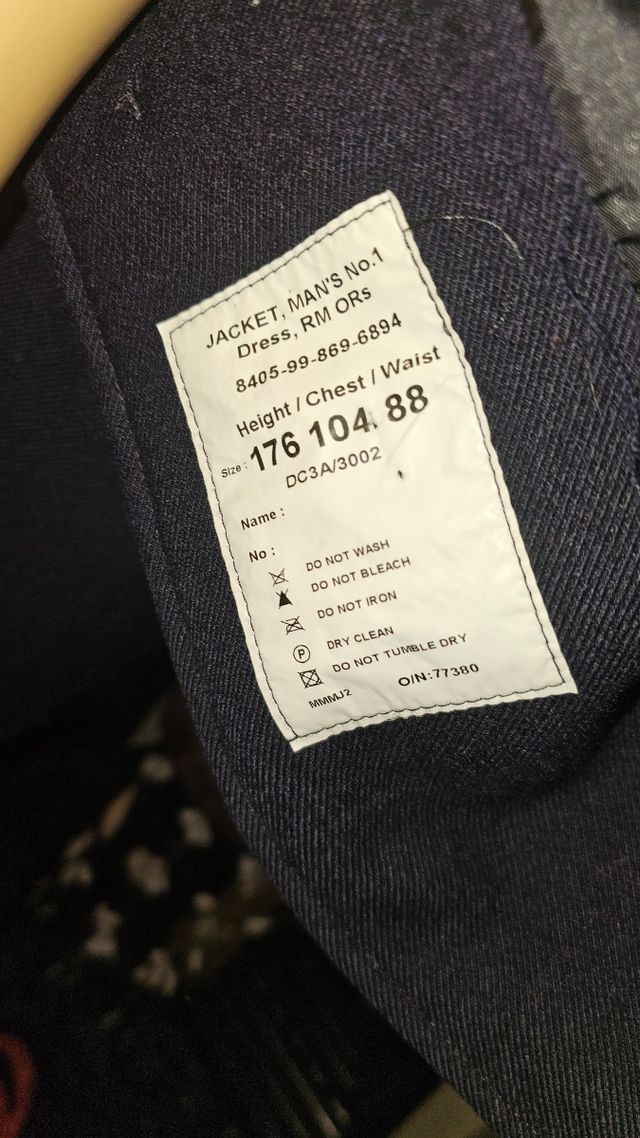 JACKET, MAN'S No.1
Dress, RM ORs
8405-99-869-6894
Height / Chest / Waist
Size : 176 104 88
DC3A/3002
Name :
No :
DO NOT WASH
DO NOT BLEACH
DO NOT IRON
P DRY CLEAN
DO NOT TUMBLE DRY
MMMJ2 O/N:77380